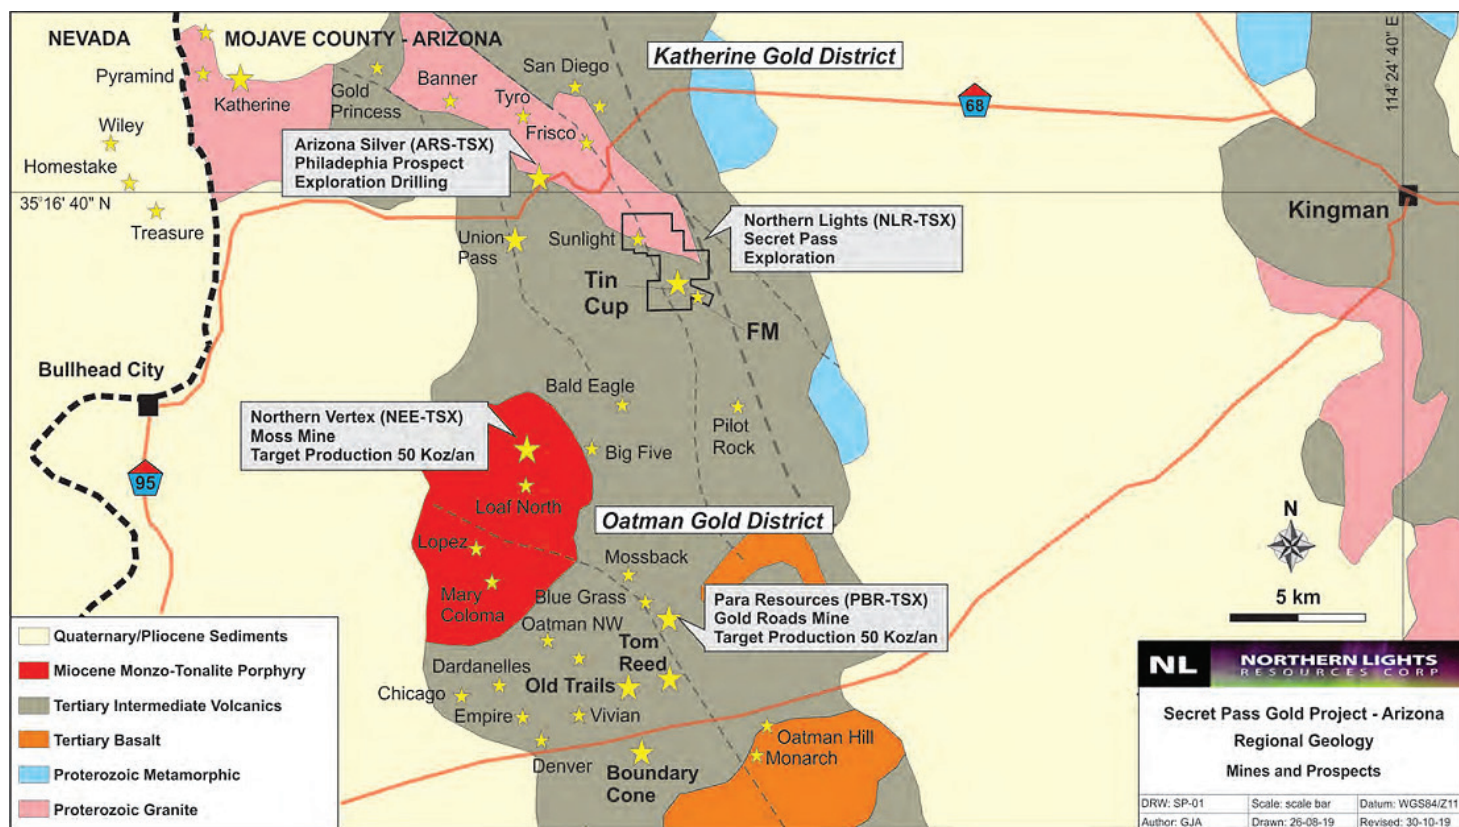 NEVADA
MOJAVE COUNTY - ARIZONA
Katherine Gold District
114° 24' 40" E
Pyramind
Katherine
Gold
Princess
Banner
San Diego
Tyro
Frisco
68
Wiley
Homestake
Treasure
35°16' 40" N
Arizona Silver (ARS-TSX)
Philadephia Prospect
Exploration Drilling
Kingman
Union
Pass
Sunlight
Northern Lights (NLR-TSX)
Secret Pass
Exploration
Tin
Cup
FM
Bullhead City
95
Bald Eagle
Pilot
Rock
Northern Vertex (NEE-TSX)
Moss Mine
Target Production 50 Koz/an
Big Five
Loaf North
Oatman Gold District
Lopez
Mary
Coloma
Mossback
Blue Grass
Oatman NW
Para Resources (PBR-TSX)
Gold Roads Mine
Target Production 50 Koz/an
Tom
Reed
Dardanelles
Chicago
Old Trails
Empire
Vivian
Denver
Boundary
Cone
Oatman Hill
Monarch
N
5 km
Quaternary/Pliocene Sediments
Miocene Monzo-Tonalite Porphyry
Tertiary Intermediate Volcanics
Tertiary Basalt
Proterozoic Metamorphic
Proterozoic Granite
NL NORTHERN LIGHTS
RESOURCES CORP
Secret Pass Gold Project - Arizona
Regional Geology
Mines and Prospects
DRW: SP-01 Scale: scale bar Datum: WGS84/Z11
Author: GJA Drawn: 26-08-19 Revised: 30-10-19